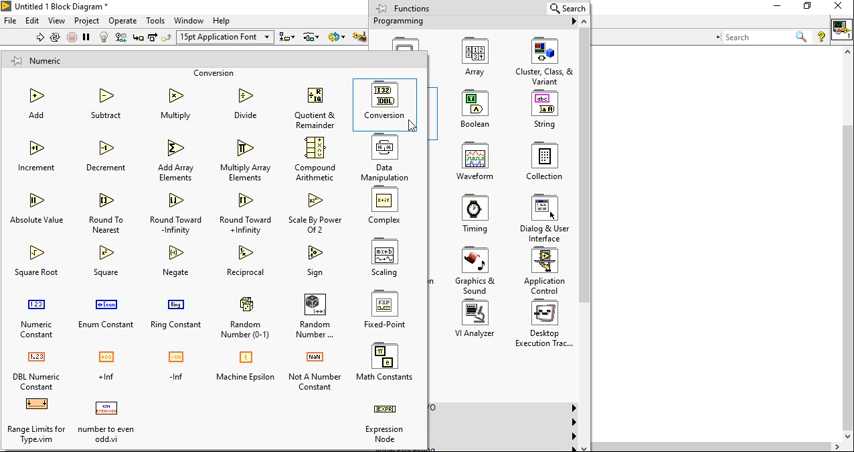 Untitled 1 Block Diagram *
File Edit View Project Operate Tools Window Help
15pt Application Font
Search
Functions
Search
Programming
Array
Cluster, Class, & Variant
Boolean
String
Waveform
Collection
Timing
Dialog & User Interface
Graphics & Sound
Application Control
VI Analyzer
Desktop Execution Trac...
Numeric
Conversion
Add Subtract Multiply Divide Quotient & Remainder Conversion
Increment Decrement Add Array Elements Multiply Array Elements Compound Arithmetic Data Manipulation
Absolute Value Round To Nearest Round Toward -Infinity Round Toward +Infinity Scale By Power Of 2 Complex
Square Root Square Negate Reciprocal Sign Scaling
Numeric Constant Enum Constant Ring Constant Random Number (0-1) Random Number ... Fixed-Point
DBL Numeric Constant +Inf -Inf Machine Epsilon Not A Number Constant Math Constants
Range Limits for Type.vim number to even odd.vi Expression Node